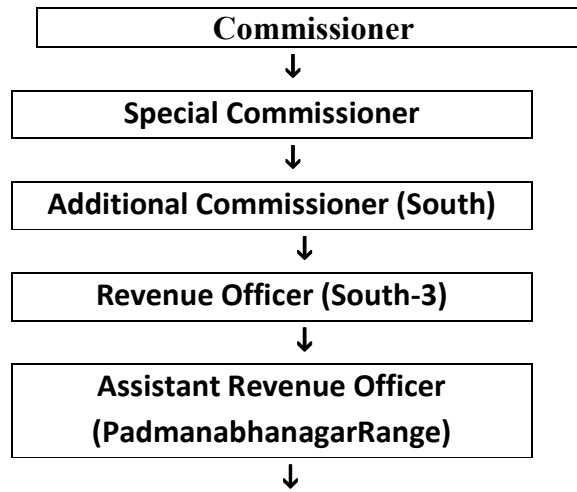 Commissioner
Special Commissioner
Additional Commissioner (South)
Revenue Officer (South-3)
Assistant Revenue Officer
(PadmanabhanagarRange)